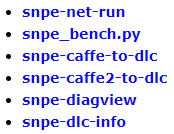 snpe-net-run
snpe_bench.py
snpe-caffe-to-dlc
snpe-caffe2-to-dlc
snpe-diagview
snpe-dlc-info